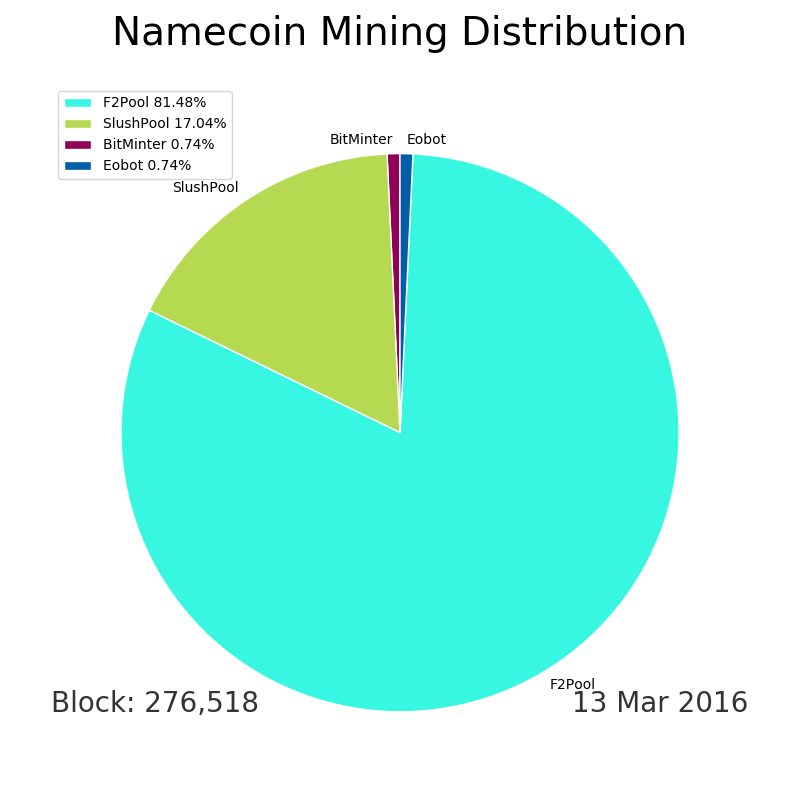 Namecoin Mining Distribution
F2Pool 81.48%
SlushPool 17.04%
BitMinter 0.74%
Eobot 0.74%
BitMinter
Eobot
SlushPool
F2Pool
Block: 276,518
13 Mar 2016